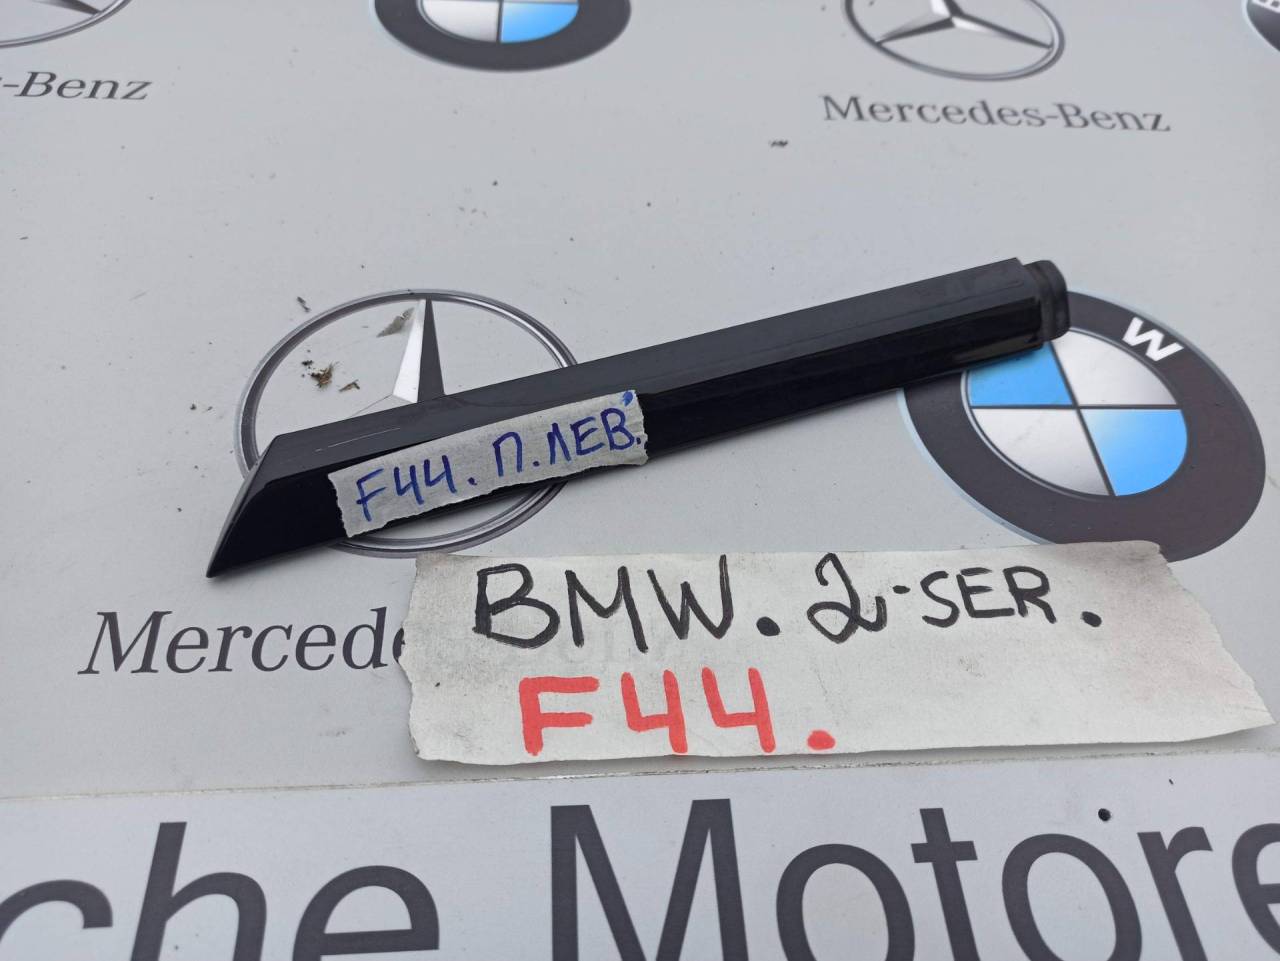 -Benz
Mercedes-Benz
W
F44. П.ЛЕВ.
Mercede
BMW. 2-SER.
F44.
che Motore